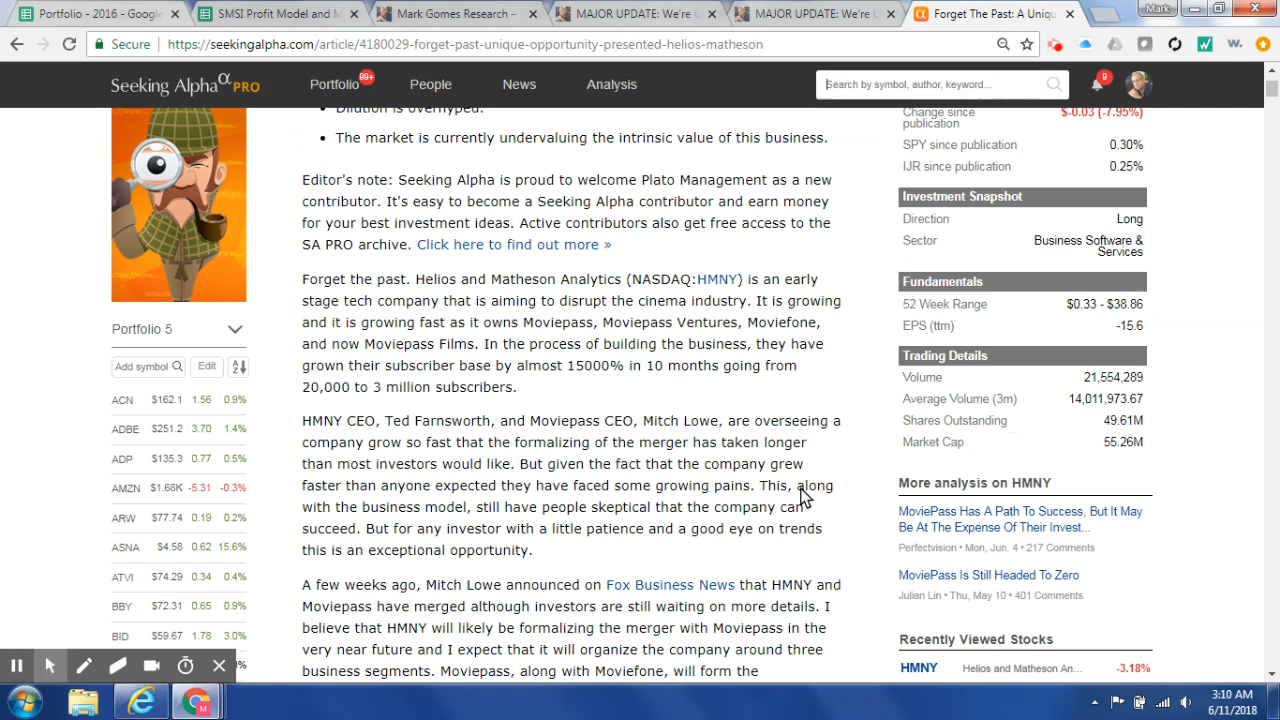 Portfolio - 2016 - Google
SMSI Profit Model and M
Mark Gomes Research –
MAJOR UPDATE: We're U
MAJOR UPDATE: We're U
Forget The Past: A Uniqu
Mark
Secure
https://seekingalpha.com/article/4180029-forget-past-unique-opportunity-presented-helios-matheson
Seeking Alpha α PRO
Portfolio
99+
People
News
Analysis
Search by symbol, author, keyword...
9
Dilution is overhyped.
The market is currently undervaluing the intrinsic value of this business.
Editor's note: Seeking Alpha is proud to welcome Plato Management as a new
contributor. It's easy to become a Seeking Alpha contributor and earn money
for your best investment ideas. Active contributors also get free access to the
SA PRO archive. Click here to find out more »
Forget the past. Helios and Matheson Analytics (NASDAQ:HMNY) is an early
stage tech company that is aiming to disrupt the cinema industry. It is growing
and it is growing fast as it owns Moviepass, Moviepass Ventures, Moviefone,
and now Moviepass Films. In the process of building the business, they have
grown their subscriber base by almost 15000% in 10 months going from
20,000 to 3 million subscribers.
HMNY CEO, Ted Farnsworth, and Moviepass CEO, Mitch Lowe, are overseeing a
company grow so fast that the formalizing of the merger has taken longer
than most investors would like. But given the fact that the company grew
faster than anyone expected they have faced some growing pains. This, along
with the business model, still have people skeptical that the company can
succeed. But for any investor with a little patience and a good eye on trends
this is an exceptional opportunity.
A few weeks ago, Mitch Lowe announced on Fox Business News that HMNY and
Moviepass have merged although investors are still waiting on more details. I
believe that HMNY will likely be formalizing the merger with Moviepass in the
very near future and I expect that it will organize the company around three
business segments. Moviepass, along with Moviefone, will form the
Portfolio 5
Add symbol
Edit
ACN $162.1 1.56 0.9%
ADBE $251.2 3.70 1.4%
ADP $135.3 0.77 0.5%
AMZN $1.68K -5.31 -0.3%
ARW $77.74 0.19 0.2%
ASNA $4.58 0.62 15.6%
ATVI $74.29 0.34 0.4%
BBY $72.31 0.65 0.9%
BID $59.67 1.78 3.0%
Change since
publication
$-0.03 (-7.95%)
SPY since publication 0.30%
IJR since publication 0.25%
Investment Snapshot
Direction Long
Sector Business Software &
Services
Fundamentals
52 Week Range $0.33 - $38.86
EPS (ttm) -15.6
Trading Details
Volume 21,554,289
Average Volume (3m) 14,011,973.67
Shares Outstanding 49.61M
Market Cap 55.26M
More analysis on HMNY
MoviePass Has A Path To Success, But It May
Be At The Expense Of Their Invest...
Perfectvision • Mon, Jun. 4 • 217 Comments
MoviePass Is Still Headed To Zero
Julian Lin • Thu, May 10 • 401 Comments
Recently Viewed Stocks
HMNY Helios and Matheson An... -3.18%
3:10 AM
6/11/2018